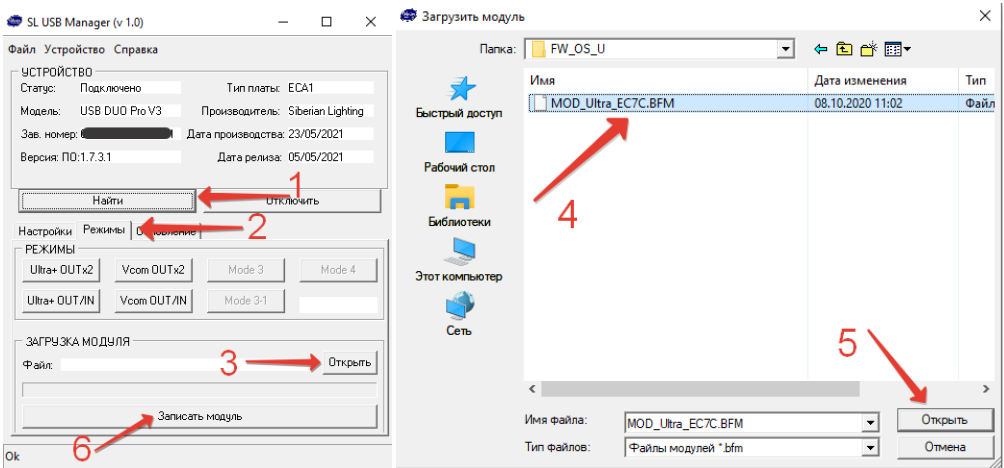 SL USB Manager (v 1.0)
Файл Устройство Справка
УСТРОЙСТВО
Статус: Подключено Тип платы: ECA1
Модель: USB DUO Pro V3 Производитель: Siberian Lighting
Зав. номер: Дата производства: 23/05/2021
Версия: ПО:1.7.3.1 Дата релиза: 05/05/2021
1
Найти Отключить
2
Настройки Режимы
РЕЖИМЫ
Ultra+ OUTx2 Vcom OUTx2 Mode 3 Mode 4
Ultra+ OUT/IN Vcom OUT/IN Mode 3-1
ЗАГРУЗКА МОДУЛЯ
Файл: 3 Открыть
Записать модуль
6
Ok
Загрузить модуль
Папка: FW_OS_U
Имя Дата изменения Тип
MOD_Ultra_EC7C.BFM 08.10.2020 11:02 Файл
4
Быстрый доступ
Рабочий стол
Библиотеки
Этот компьютер
Сеть
5
Имя файла: MOD_Ultra_EC7C.BFM Открыть
Тип файлов: Файлы модулей *.bfm Отмена